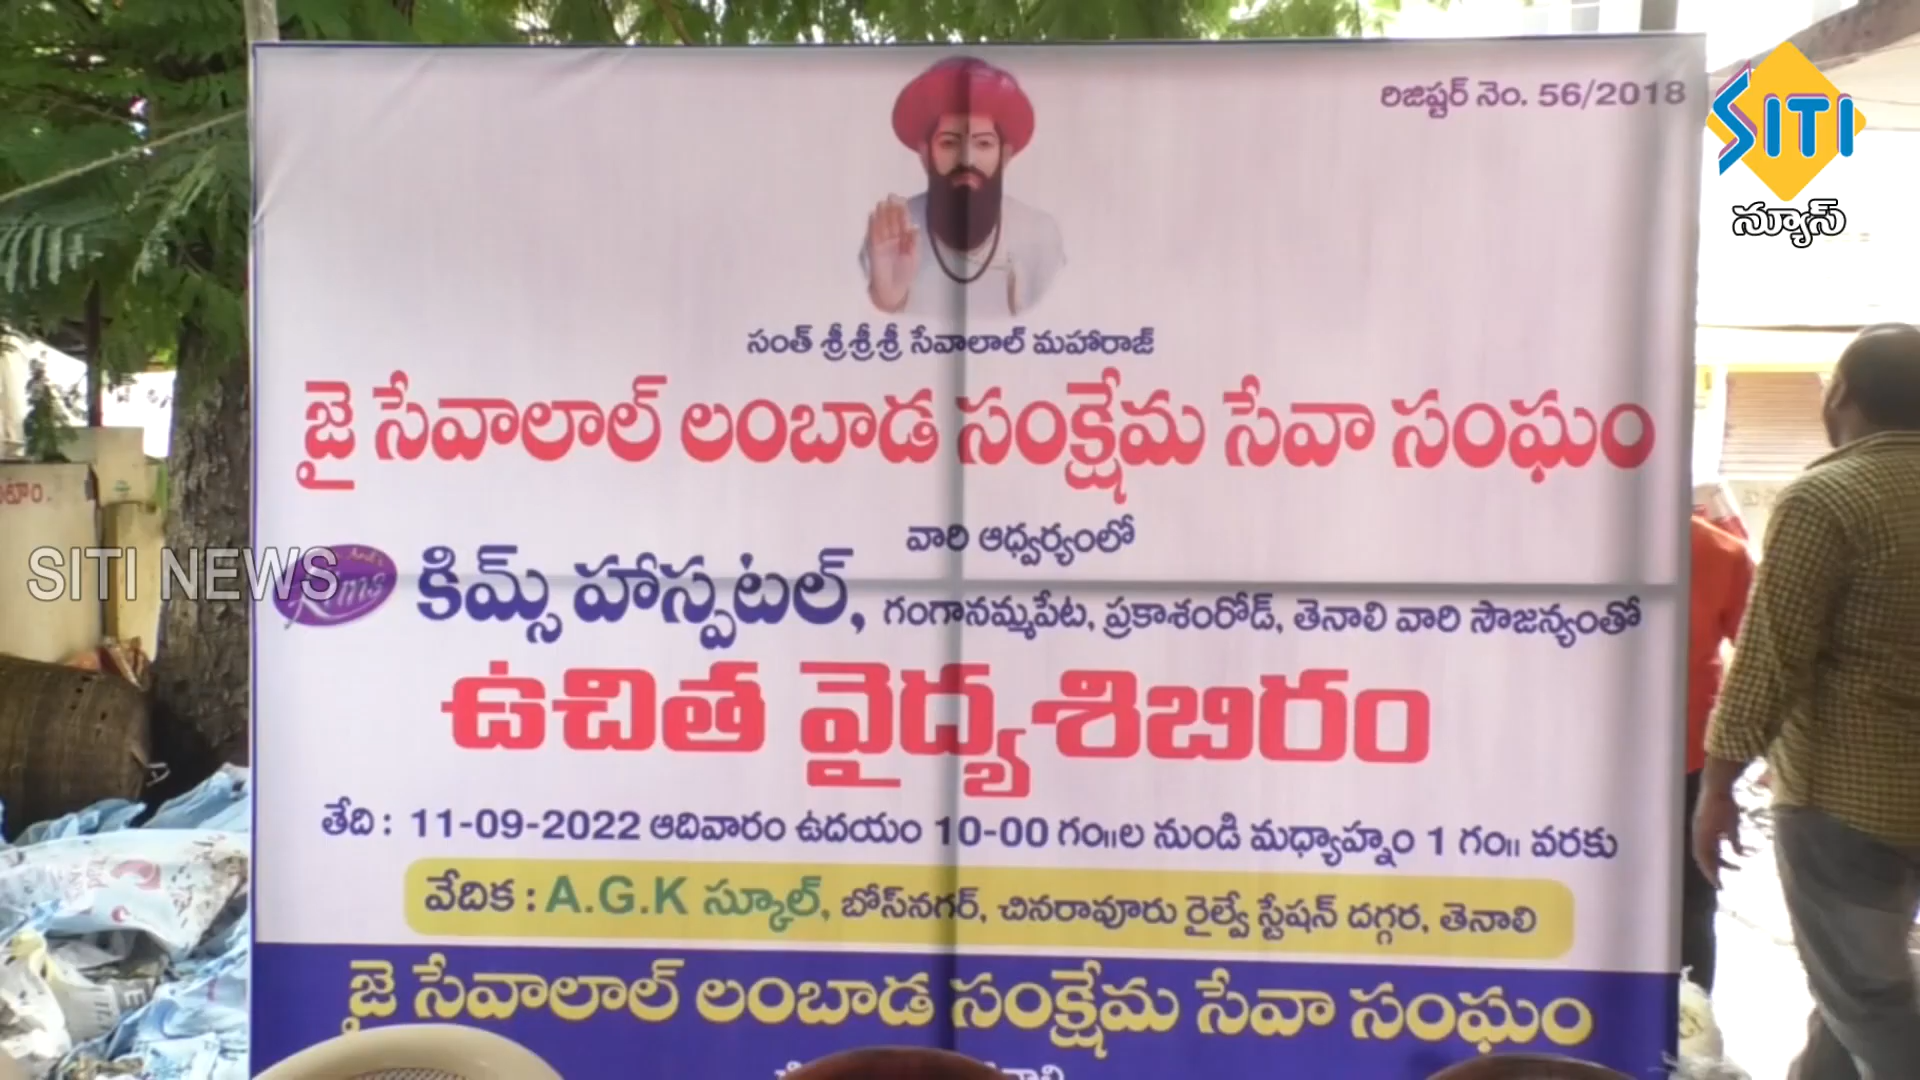 రిజిష్టర్ నెం. 56/2018
SITI
న్యూస్
సంత్ శ్రీశ్రీశ్రీ సేవాలాల్ మహారాజ్
జై సేవాలాల్ లంబాడ సంక్షేమ సేవా సంఘం
వారి ఆధ్వర్యంలో
SITI NEWS
Kims
కిమ్స్ హాస్పటల్, గంగానమ్మపేట, ప్రకాశంరోడ్, తెనాలి వారి సౌజన్యంతో
ఉచిత వైద్యశిబిరం
తేది : 11-09-2022 ఆదివారం ఉదయం 10-00 గం॥ల నుండి మధ్యాహ్నం 1 గం॥ వరకు
వేదిక : A.G.K స్కూల్, బోస్‌నగర్, చినరావూరు రైల్వే స్టేషన్ దగ్గర, తెనాలి
జై సేవాలాల్ లంబాడ సంక్షేమ సేవా సంఘం